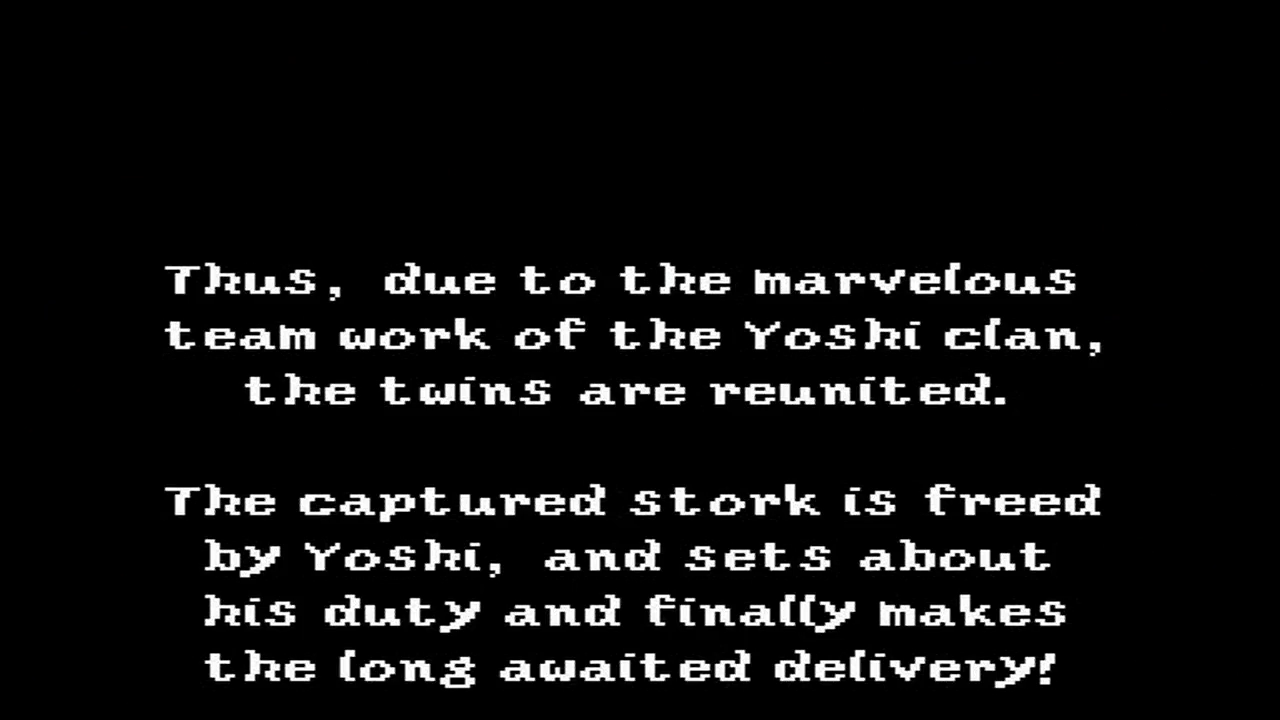 Thus, due to the marvelous
team work of the Yoshi clan,
the twins are reunited.
The captured stork is freed
by Yoshi, and sets about
his duty and finally makes
the long awaited delivery!